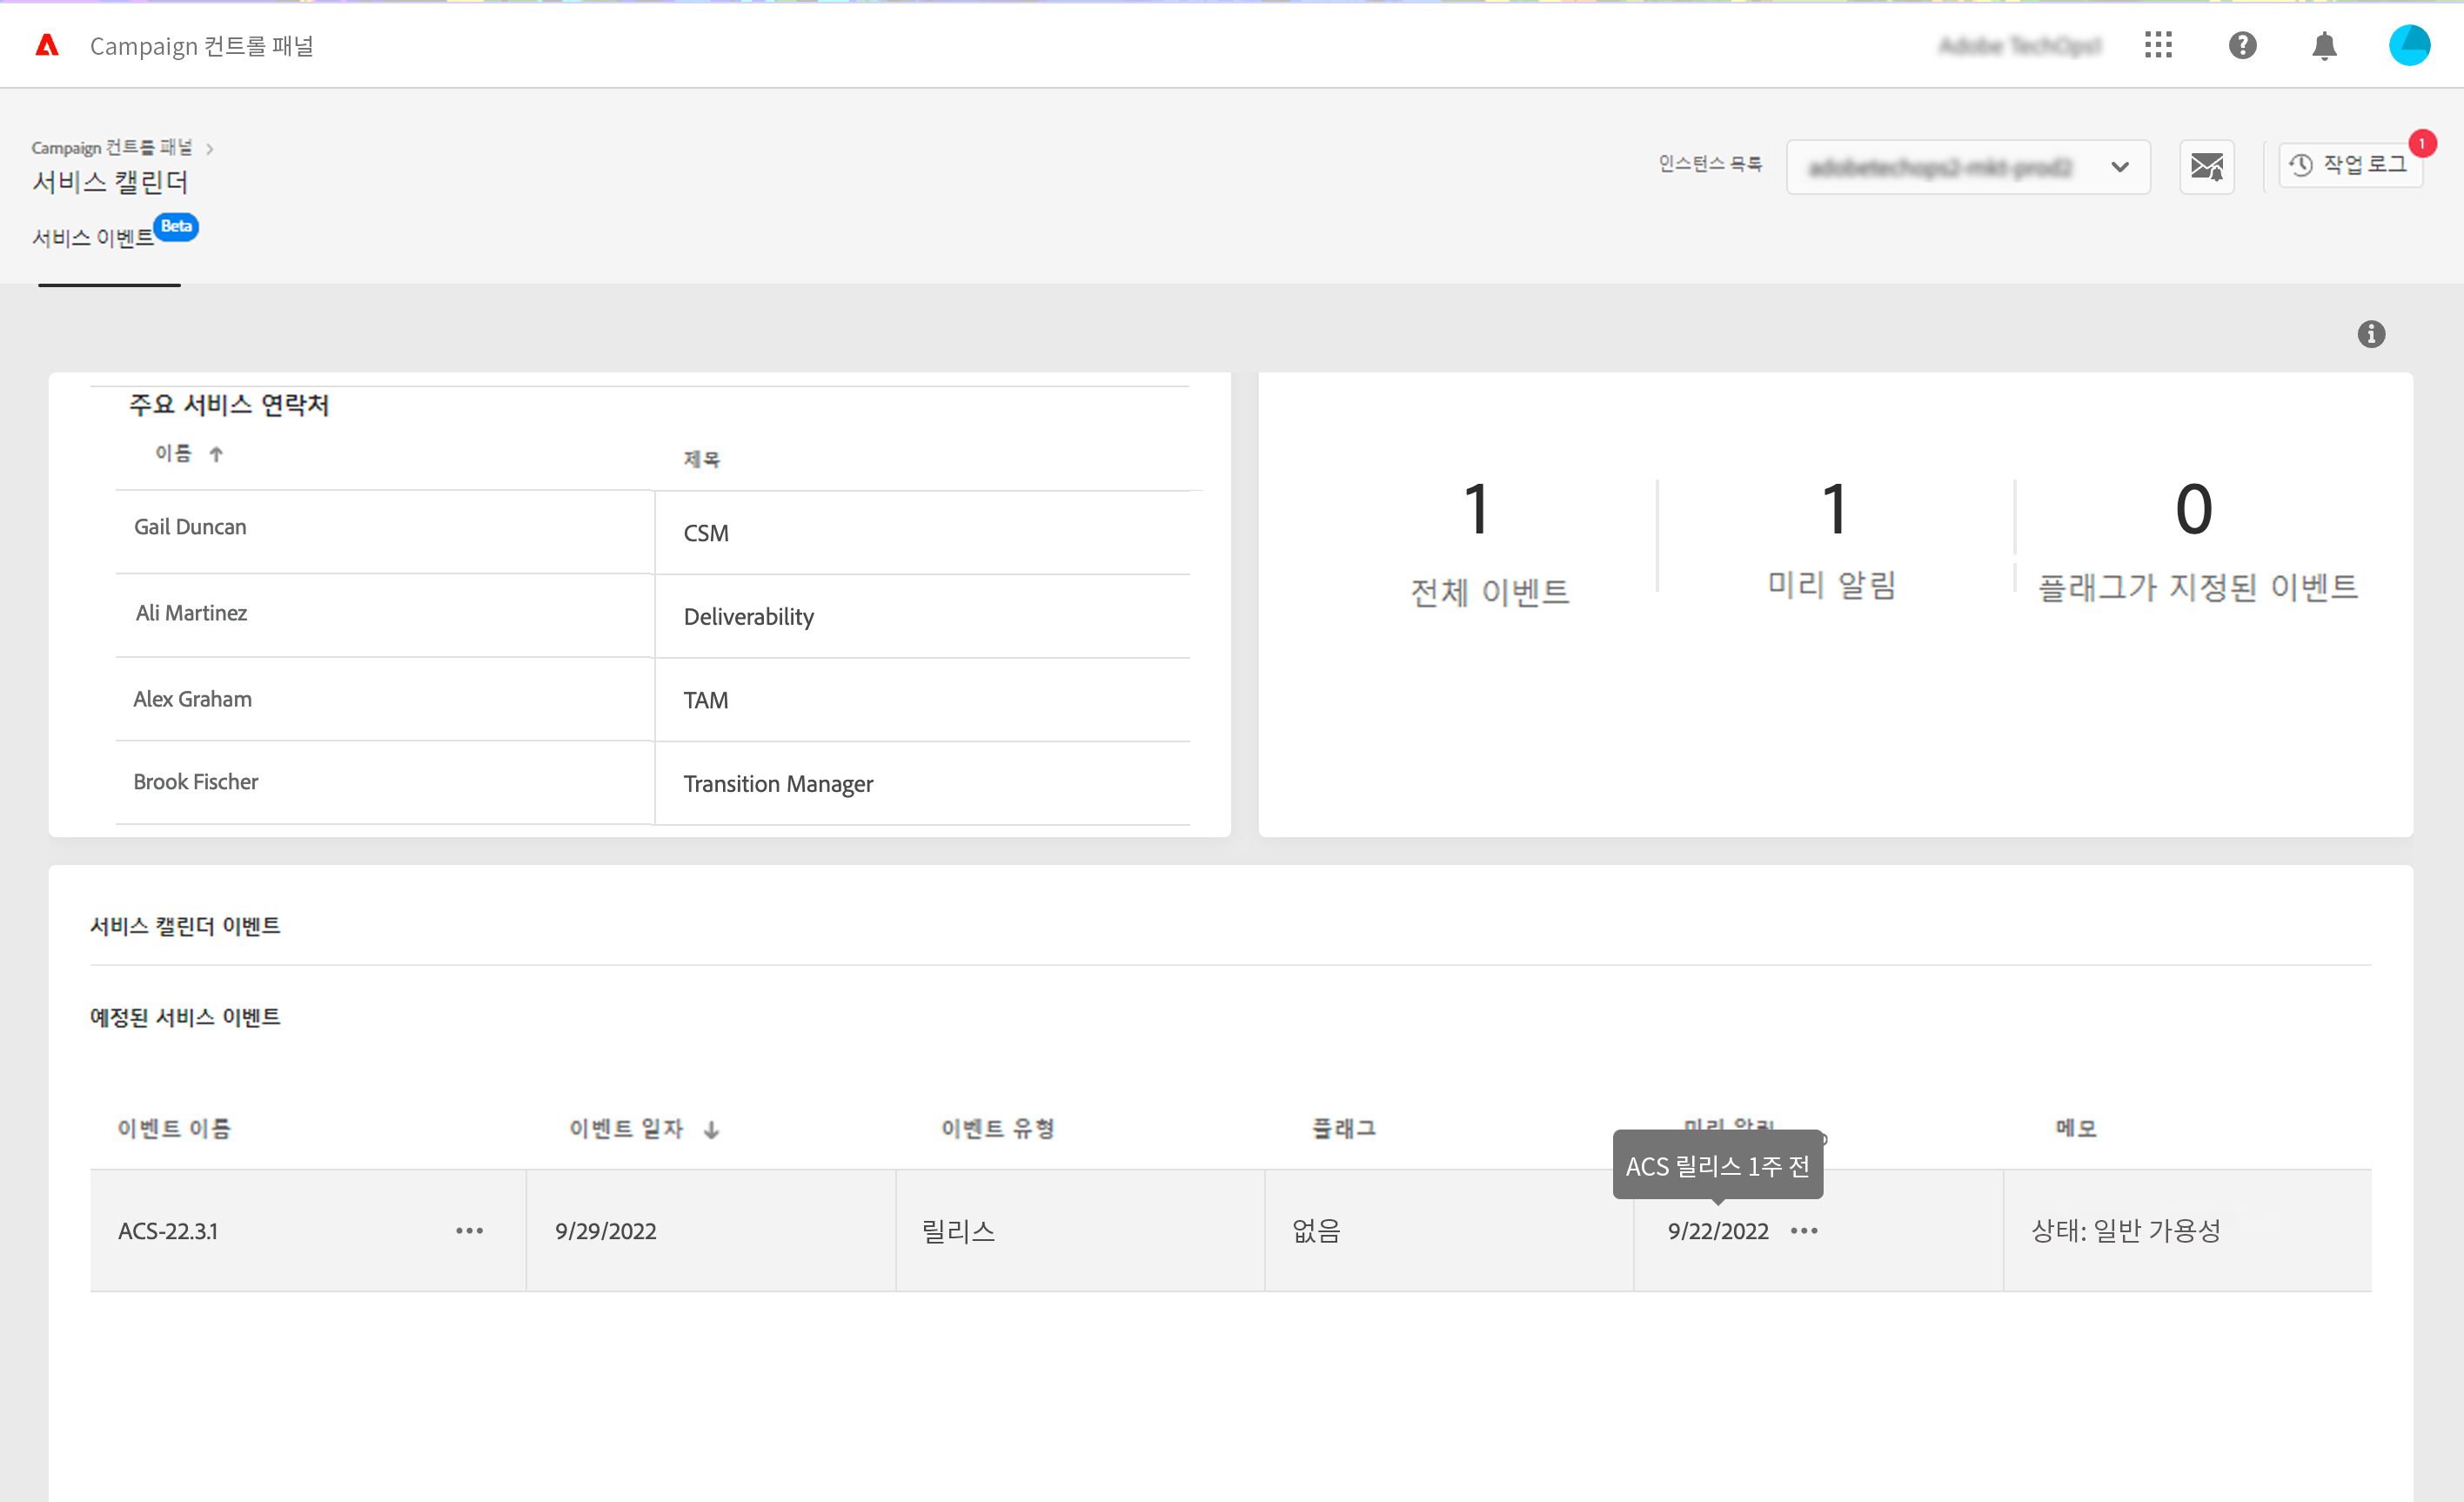 Campaign 컨트롤 패널
Campaign 컨트롤 패널
서비스 캘린더
서비스 이벤트 Beta
인스턴스 목록
작업 로그
1
주요 서비스 연락처
이름 제목
Gail Duncan CSM
Ali Martinez Deliverability
Alex Graham TAM
Brook Fischer Transition Manager
1 1 0
전체 이벤트 미리 알림 플래그가 지정된 이벤트
서비스 캘린더 이벤트
예정된 서비스 이벤트
이벤트 이름 이벤트 일자 이벤트 유형 플래그 미리 알림 메모
ACS 릴리스 1주 전
ACS-22.3.1 9/29/2022 릴리스 없음 9/22/2022 상태: 일반 가용성